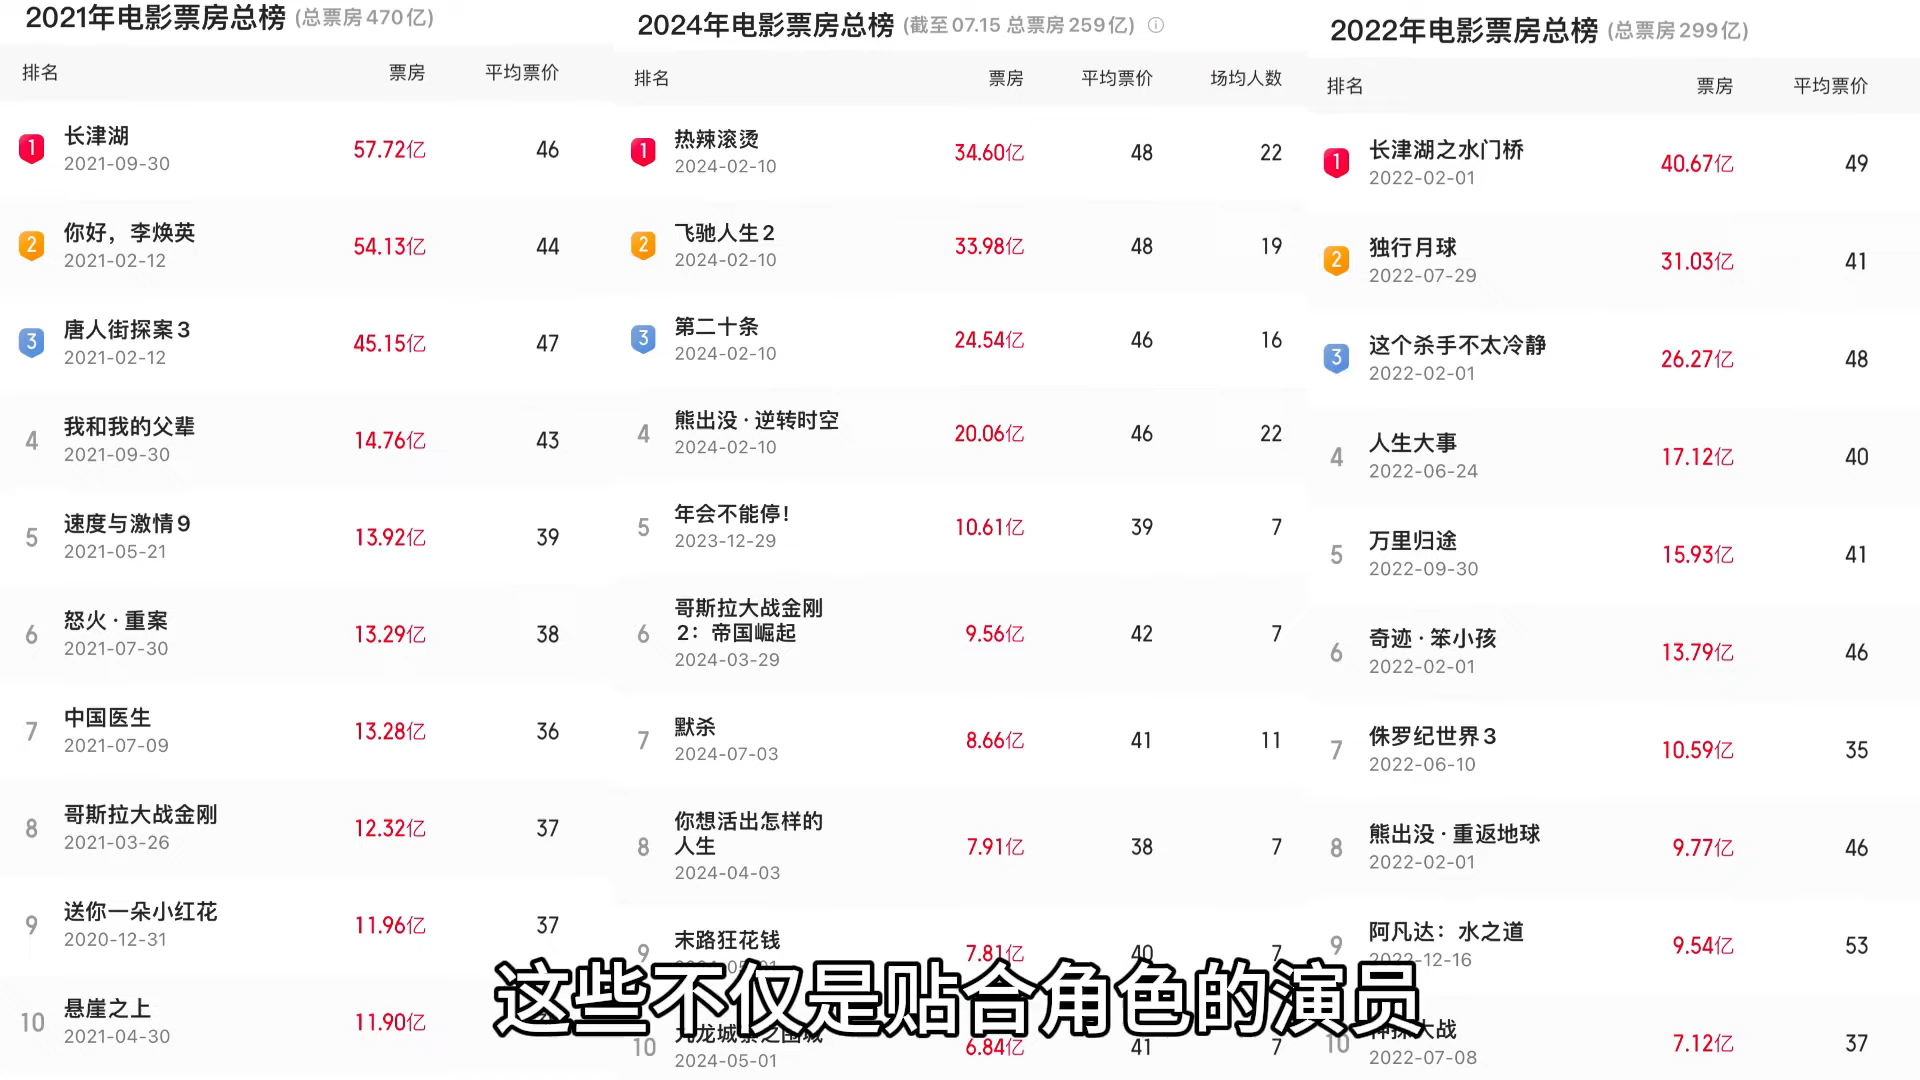 2021年电影票房总榜 (总票房470亿)
排名 票房 平均票价
1 长津湖 57.72亿 46
2021-09-30
2 你好，李焕英 54.13亿 44
2021-02-12
3 唐人街探案3 45.15亿 47
2021-02-12
4 我和我的父辈 14.76亿 43
2021-09-30
5 速度与激情9 13.92亿 39
2021-05-21
6 怒火·重案 13.29亿 38
2021-07-30
7 中国医生 13.28亿 36
2021-07-09
8 哥斯拉大战金刚 12.32亿 37
2021-03-26
9 送你一朵小红花 11.96亿 37
2020-12-31
10 悬崖之上 11.90亿
2021-04-30
2024年电影票房总榜 (截至07.15 总票房259亿)
排名 票房 平均票价 场均人数
1 热辣滚烫 34.60亿 48 22
2024-02-10
2 飞驰人生2 33.98亿 48 19
2024-02-10
3 第二十条 24.54亿 46 16
2024-02-10
4 熊出没·逆转时空 20.06亿 46 22
2024-02-10
5 年会不能停！ 10.61亿 39 7
2023-12-29
6 哥斯拉大战金刚
2：帝国崛起 9.56亿 42 7
2024-03-29
7 默杀 8.66亿 41 11
2024-07-03
8 你想活出怎样的
人生 7.91亿 38 7
2024-04-03
9 末路狂花钱 7.81亿 40 7
10 龙城寨之围城 6.84亿 41 7
2024-05-01
2022年电影票房总榜 (总票房299亿)
排名 票房 平均票价
1 长津湖之水门桥 40.67亿 49
2022-02-01
2 独行月球 31.03亿 41
2022-07-29
3 这个杀手不太冷静 26.27亿 48
2022-02-01
4 人生大事 17.12亿 40
2022-06-24
5 万里归途 15.93亿 41
2022-09-30
6 奇迹·笨小孩 13.79亿 46
2022-02-01
7 侏罗纪世界3 10.59亿 35
2022-06-10
8 熊出没·重返地球 9.77亿 46
2022-02-01
9 阿凡达：水之道 9.54亿 53
-12-16
10 大战 7.12亿 37
2022-07-08
这些不仅是贴合角色的演员